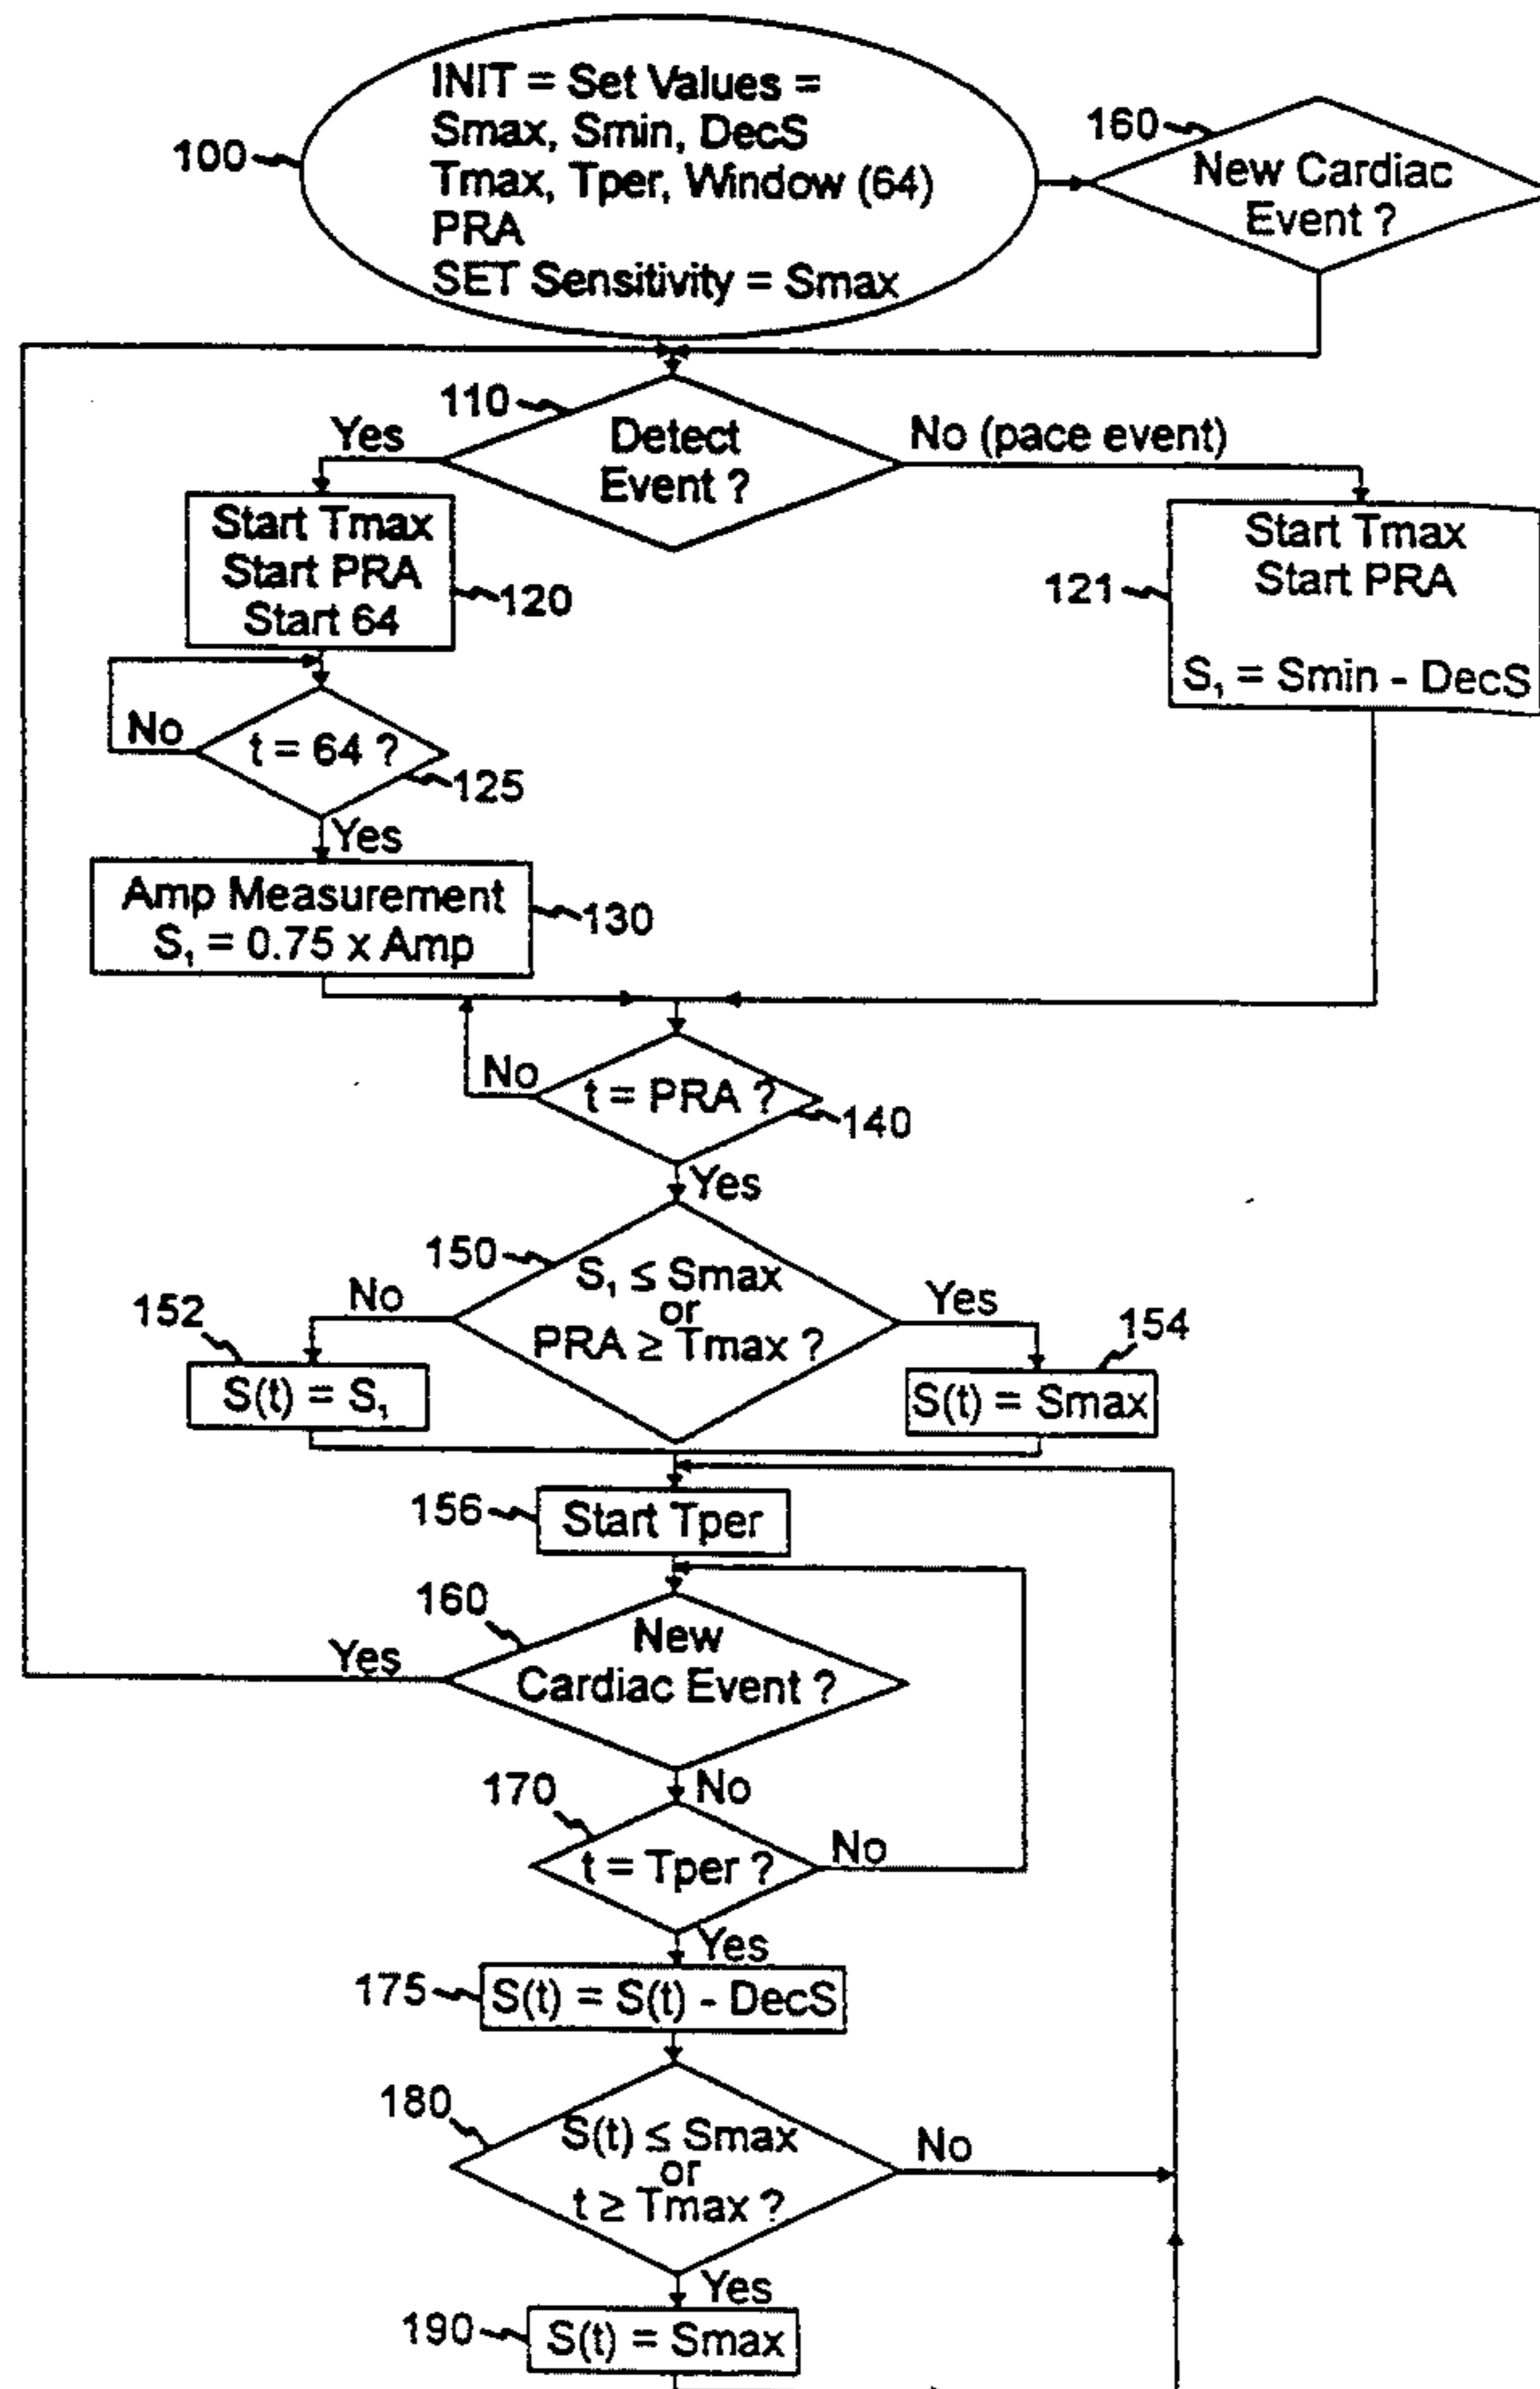 INIT = Set Values =
Smax, Smin, DecS
Tmax, Tper, Window (64)
PRA
SET Sensitivity = Smax
100
160
New Cardiac
Event ?
110
Detect
Event ?
Yes
No (pace event)
Start Tmax
Start PRA
Start 64
120
Start Tmax
Start PRA
S₁ = Smin - DecS
121
No
t = 64 ?
125
Yes
Amp Measurement
S₁ = 0.75 x Amp
130
No
t = PRA ?
140
Yes
150
S₁ ≤ Smax
or
PRA ≥ Tmax ?
No
Yes
152
S(t) = S₁
154
S(t) = Smax
156
Start Tper
160
New
Cardiac Event ?
Yes
No
170
t = Tper ?
No
Yes
175
S(t) = S(t) - DecS
180
S(t) ≤ Smax
or
t ≥ Tmax ?
No
Yes
190
S(t) = Smax